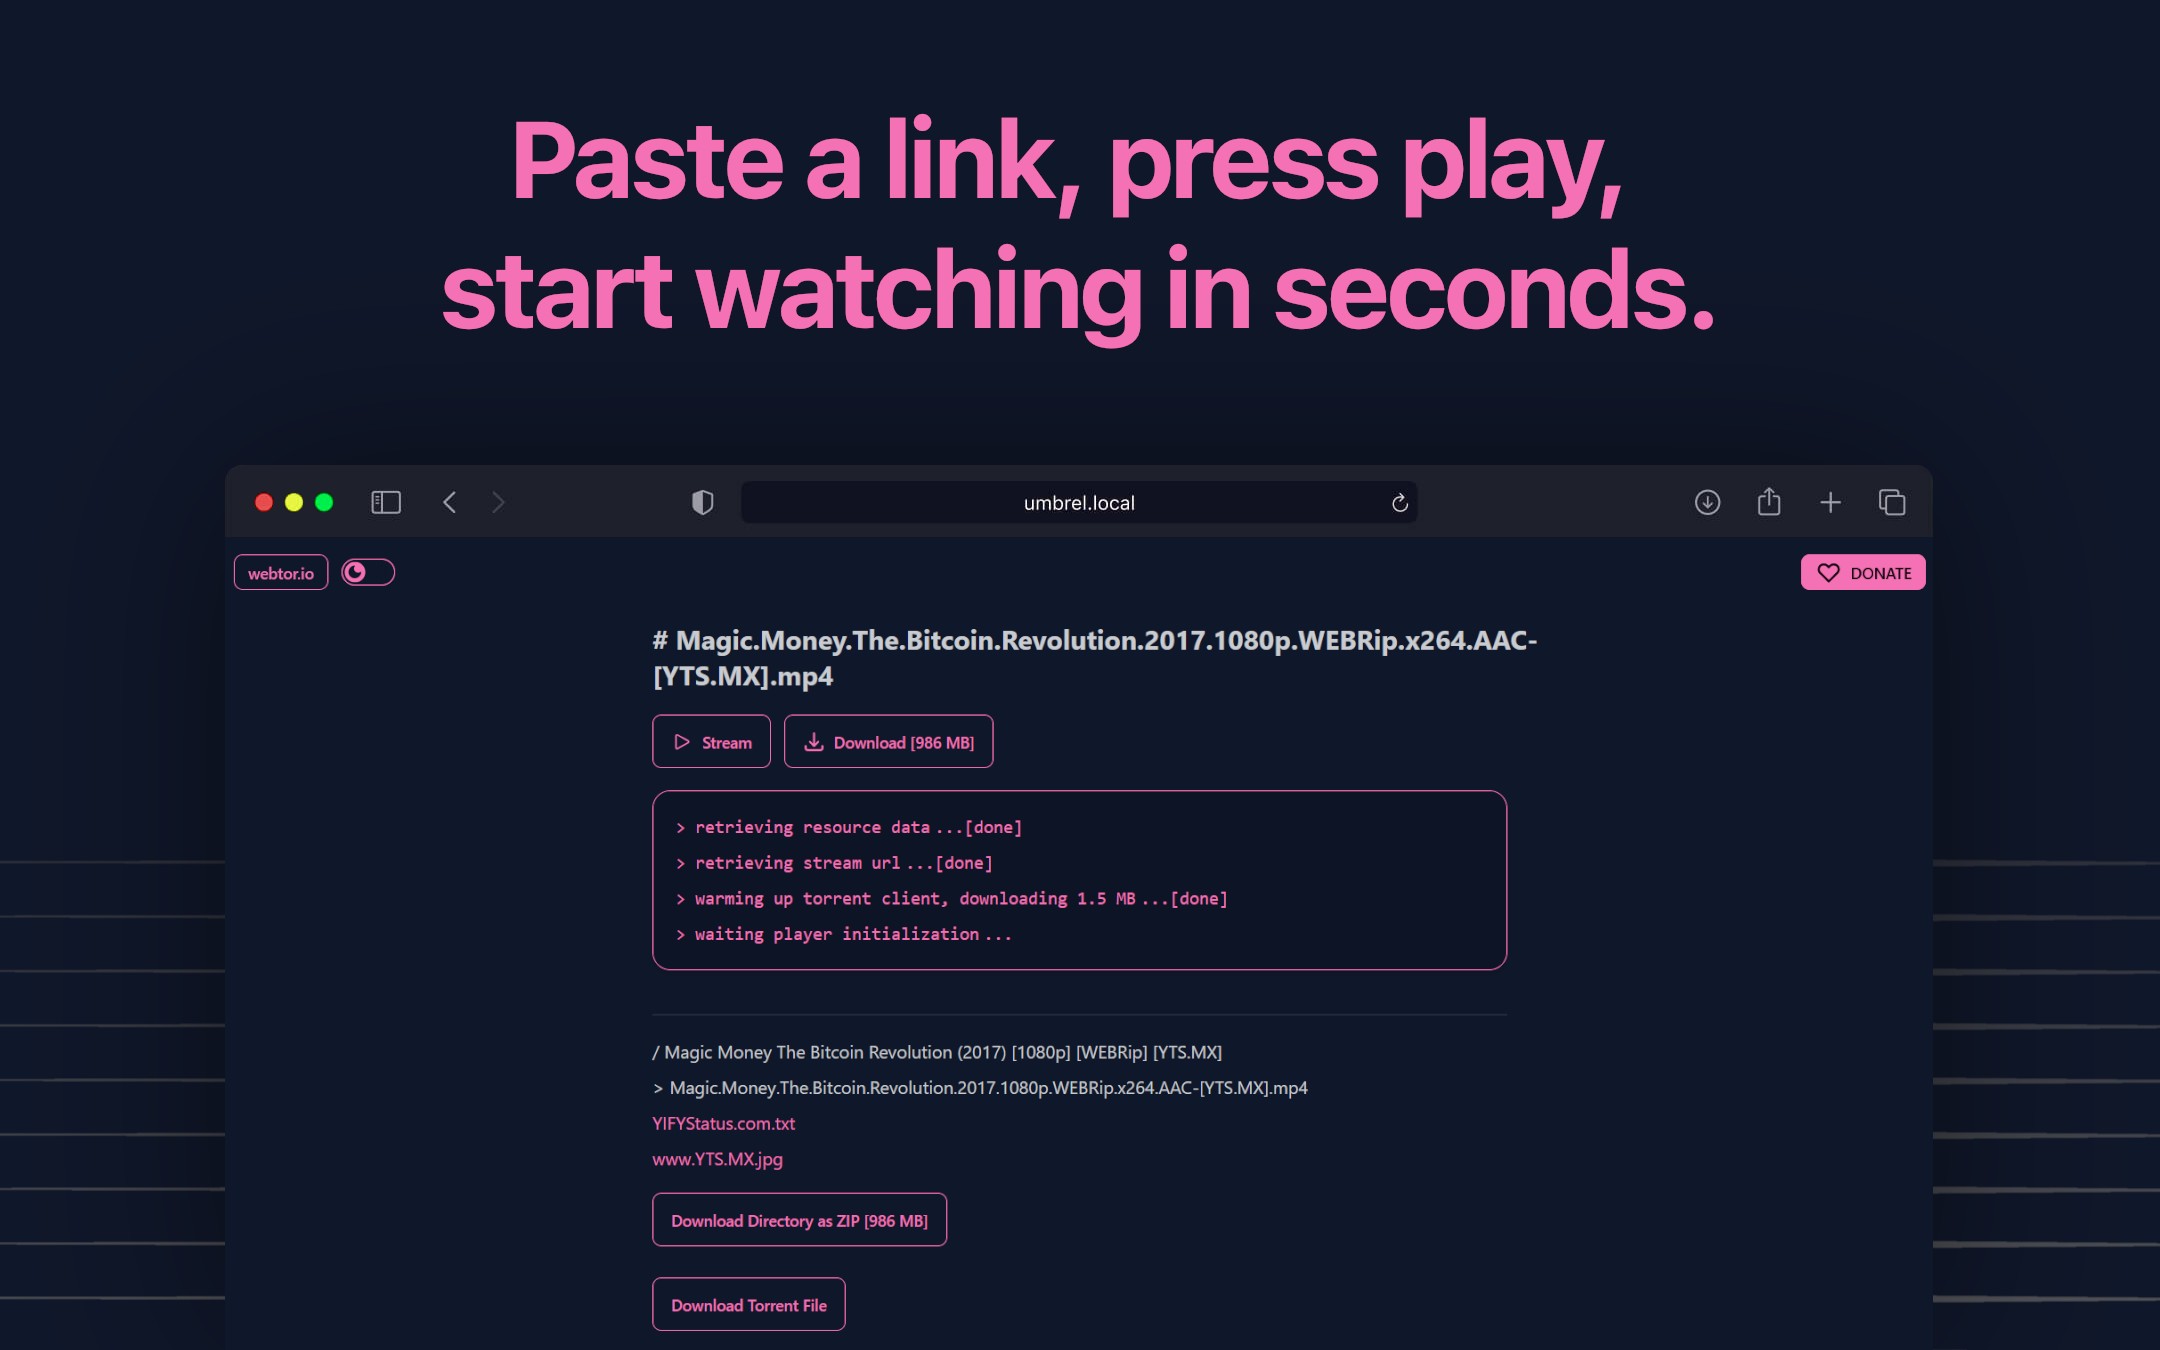 Paste a link, press play,
start watching in seconds.
umbrel.local
webtor.io
DONATE
# Magic.Money.The.Bitcoin.Revolution.2017.1080p.WEBRip.x264.AAC-
[YTS.MX].mp4
Stream
Download [986 MB]
> retrieving resource data ...[done]
> retrieving stream url ...[done]
> warming up torrent client, downloading 1.5 MB ...[done]
> waiting player initialization ...
/ Magic Money The Bitcoin Revolution (2017) [1080p] [WEBRip] [YTS.MX]
> Magic.Money.The.Bitcoin.Revolution.2017.1080p.WEBRip.x264.AAC-[YTS.MX].mp4
YIFYStatus.com.txt
www.YTS.MX.jpg
Download Directory as ZIP [986 MB]
Download Torrent File